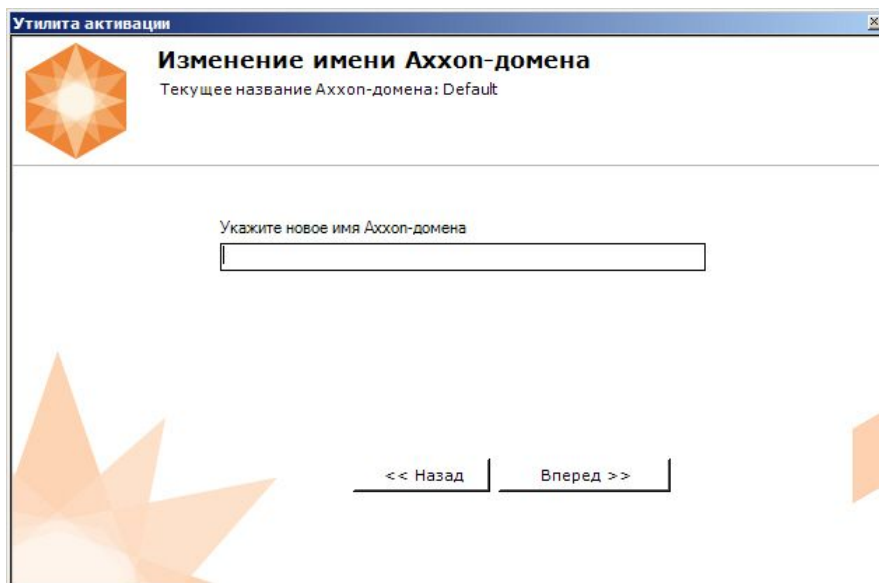 Утилита активации
Изменение имени Axxon-домена
Текущее название Axxon-домена: Default
Укажите новое имя Axxon-домена
<< Назад
Вперед >>